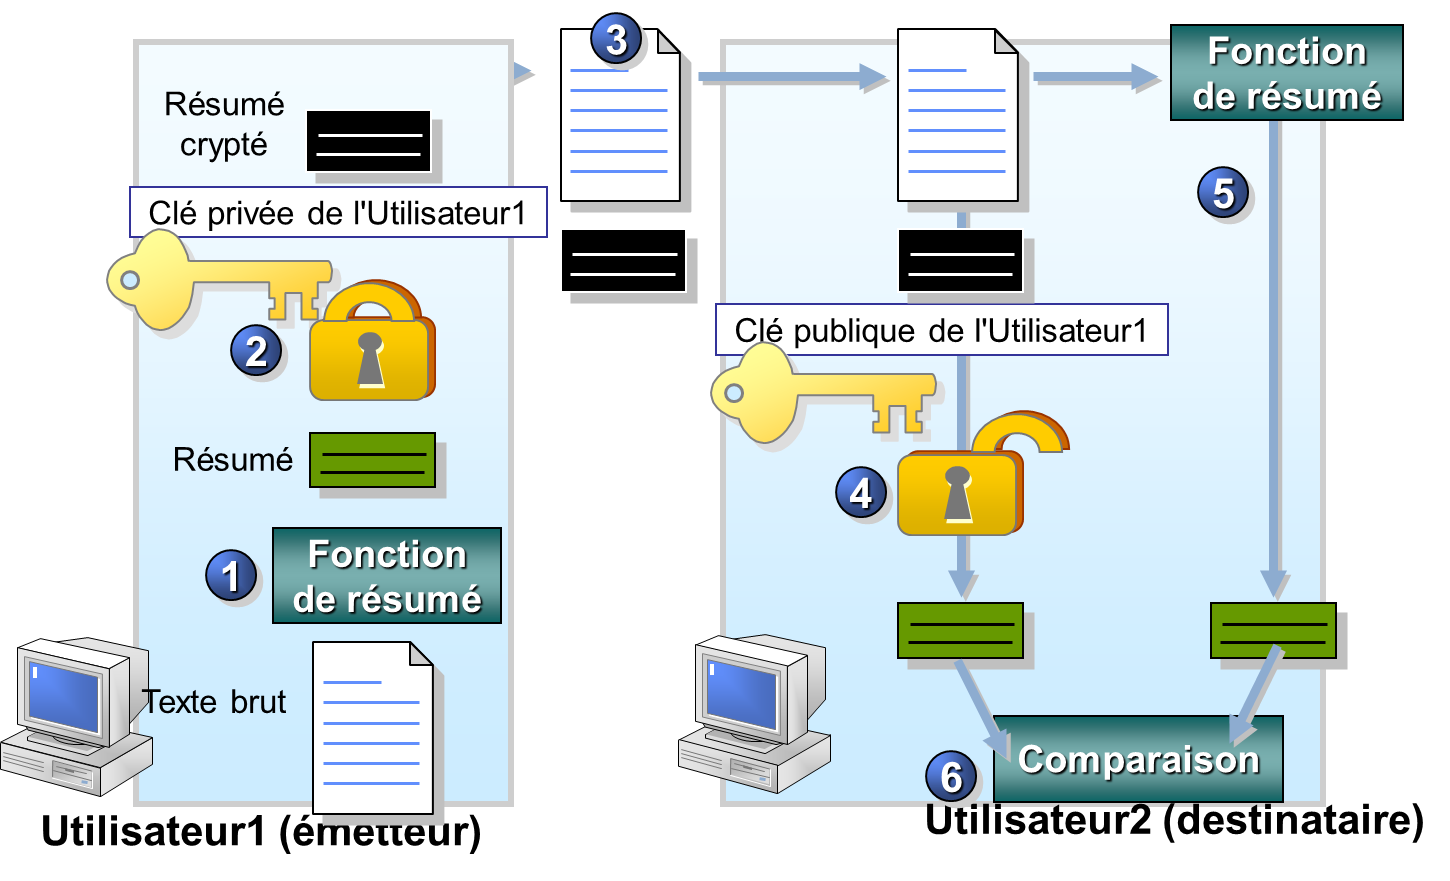 3
Fonction
de résumé
Résumé
crypté
Clé privée de l'Utilisateur1
5
2
Clé publique de l'Utilisateur1
Résumé
4
1
Fonction
de résumé
Texte brut
6
Comparaison
Utilisateur1 (émetteur)
Utilisateur2 (destinataire)